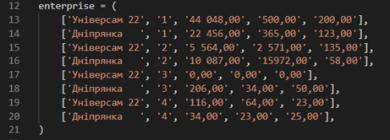 12 enterprise = (
13 ['Універсам 22', '1', '44 048,00', '500,00', '200,00'],
14 ['Дніпрянка   ', '1', '22 456,00', '365,00', '123,00'],
15 ['Універсам 22', '2', '5 564,00', '2 571,00', '135,00'],
16 ['Дніпрянка   ', '2', '10 087,00', '15972,00', '58,00'],
17 ['Універсам 22', '3', '0,00', '0,00', '0,00'],
18 ['Дніпрянка   ', '3', '206,00', '34,00', '50,00'],
19 ['Універсам 22', '4', '116,00', '64,00', '23,00'],
20 ['Дніпрянка   ', '4', '34,00', '23,00', '25,00'],
21 )